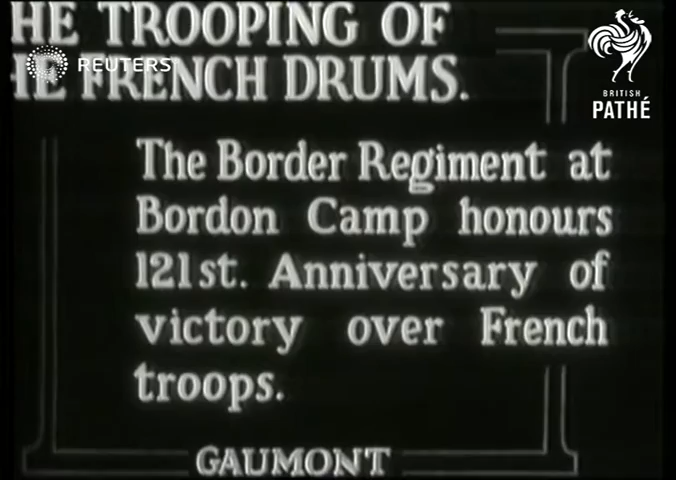 HE TROOPING OF
HE FRENCH DRUMS.
REUTERS
BRITISH
PATHÉ
The Border Regiment at
Bordon Camp honours
121st. Anniversary of
victory over French
troops.
GAUMONT